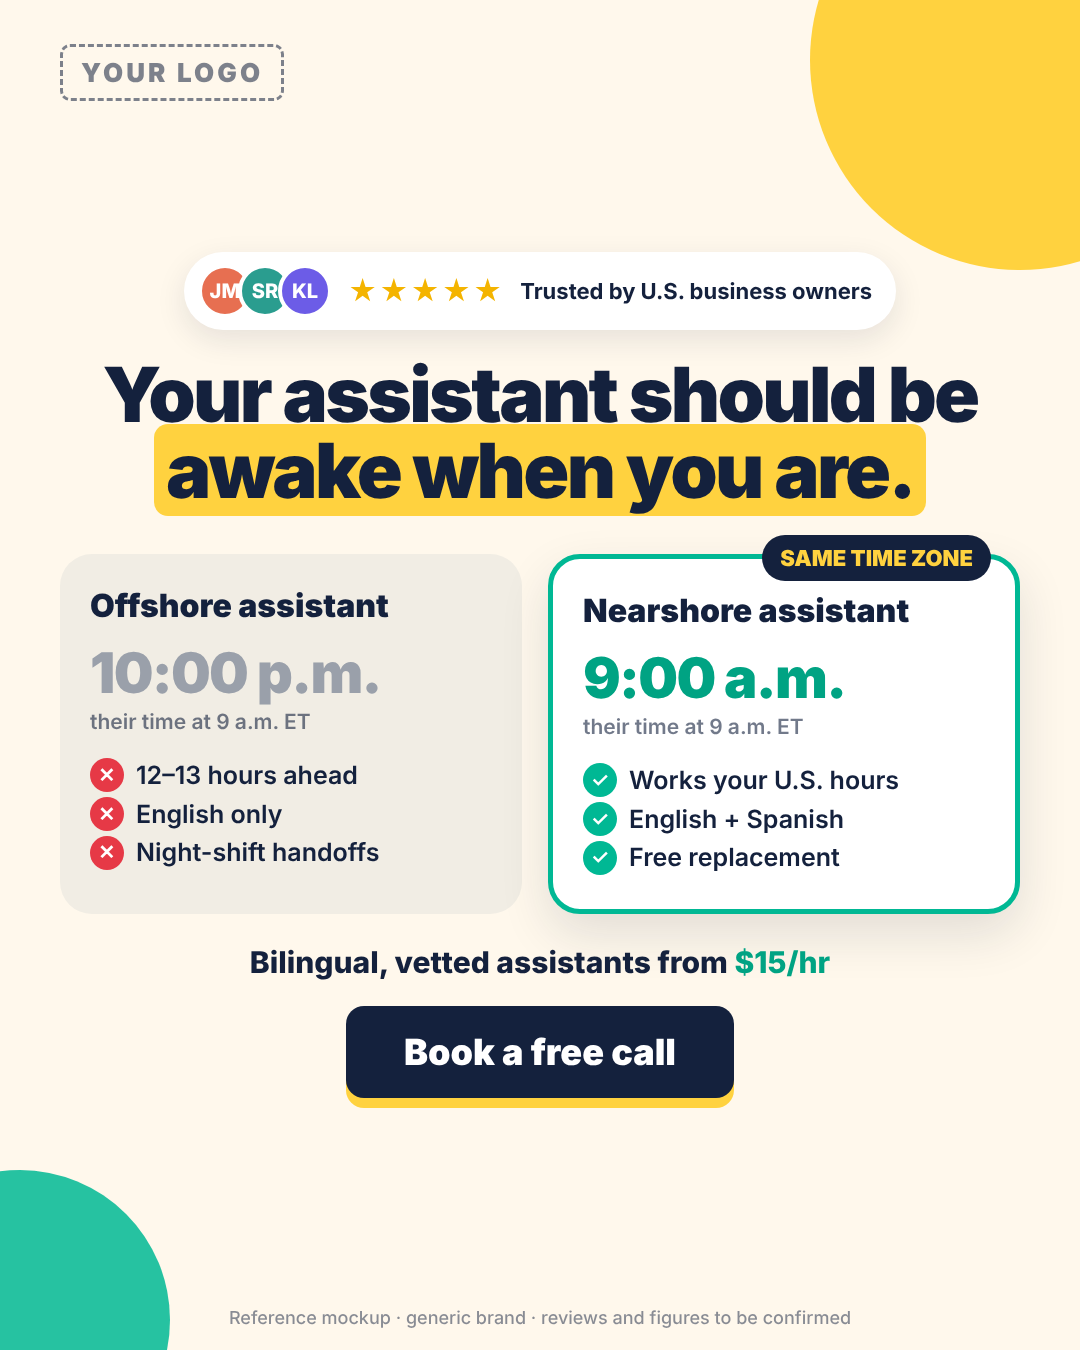 YOUR LOGO
JM SR KL ★★★★★ Trusted by U.S. business owners
Your assistant should be
awake when you are.
Offshore assistant
10:00 p.m.
their time at 9 a.m. ET
12–13 hours ahead
English only
Night-shift handoffs
SAME TIME ZONE
Nearshore assistant
9:00 a.m.
their time at 9 a.m. ET
Works your U.S. hours
English + Spanish
Free replacement
Bilingual, vetted assistants from $15/hr
Book a free call
Reference mockup · generic brand · reviews and figures to be confirmed